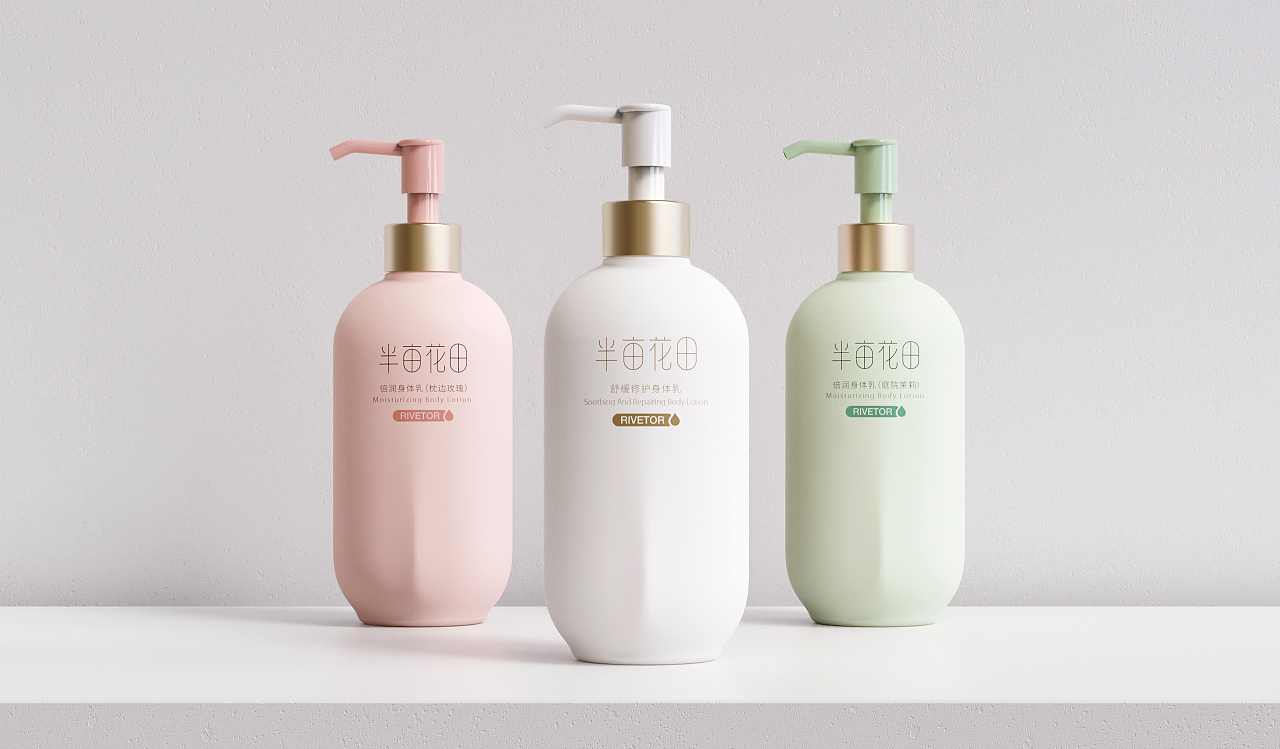 半亩花田
倍润身体乳(枕边玫瑰)
Moisturizing Body Lotion
RIVETOR
半亩花田
舒缓修护身体乳
Soothing And Repairing Body Lotion
RIVETOR
半亩花田
倍润身体乳(庭院茉莉)
Moisturizing Body Lotion
RIVETOR